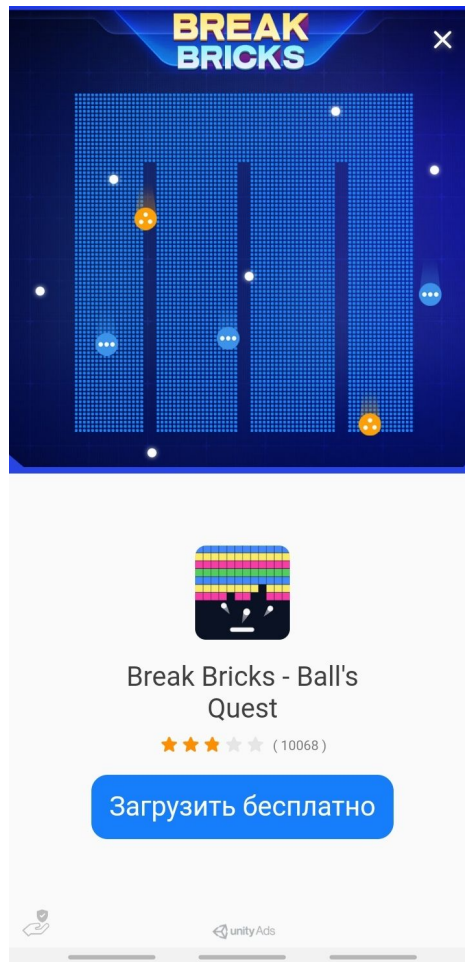 BREAK
BRICKS
Break Bricks - Ball's
Quest
( 10068 )
Загрузить бесплатно
unity Ads